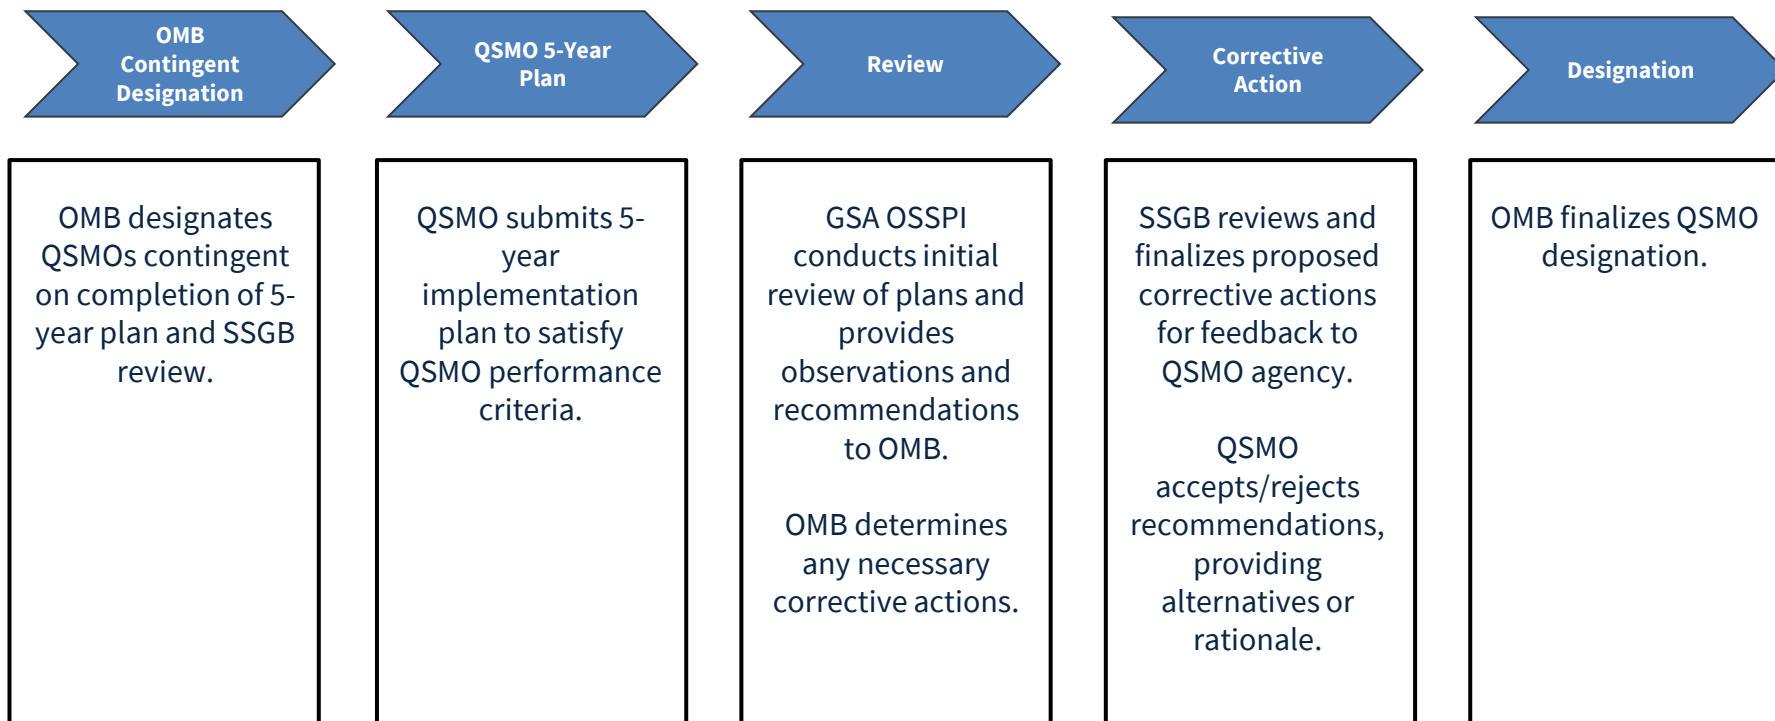 OMB
Contingent
Designation
QSMO 5-Year
Plan
Review
Corrective
Action
Designation
OMB designates
QSMOs contingent
on completion of 5-
year plan and SSGB
review.
QSMO submits 5-
year
implementation
plan to satisfy
QSMO performance
criteria.
GSA OSSPI
conducts initial
review of plans and
provides
observations and
recommendations
to OMB.
OMB determines
any necessary
corrective actions.
SSGB reviews and
finalizes proposed
corrective actions
for feedback to
QSMO agency.
QSMO
accepts/rejects
recommendations,
providing
alternatives or
rationale.
OMB finalizes QSMO
designation.